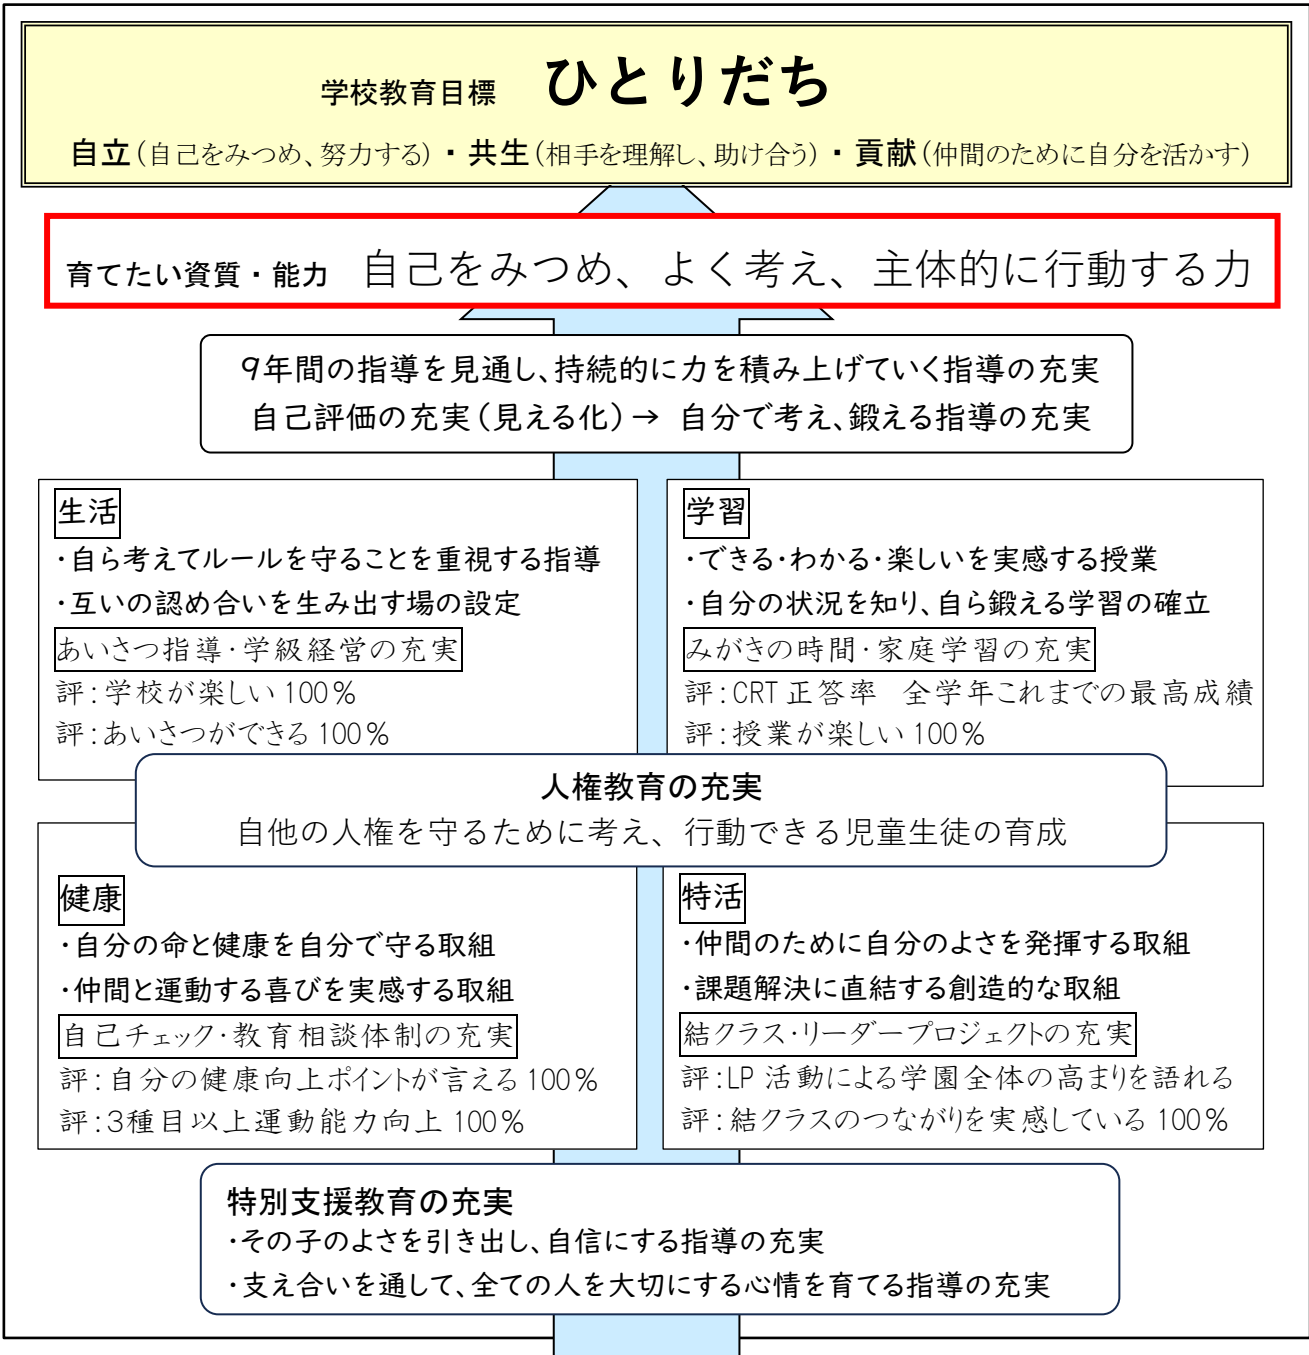 学校教育目標 ひとりだち
自立(自己をみつめ、努力する)・共生(相手を理解し、助け合う)・貢献(仲間のために自分を活かす)
育てたい資質・能力 自己をみつめ、よく考え、主体的に行動する力
9年間の指導を見通し、持続的に力を積み上げていく指導の充実
自己評価の充実(見える化)→ 自分で考え、鍛える指導の充実
生活
・自ら考えてルールを守ることを重視する指導
・互いの認め合いを生み出す場の設定
あいさつ指導・学級経営の充実
評:学校が楽しい100%
評:あいさつができる100%
学習
・できる・わかる・楽しいを実感する授業
・自分の状況を知り、自ら鍛える学習の確立
みがきの時間・家庭学習の充実
評:CRT正答率 全学年これまでの最高成績
評:授業が楽しい100%
人権教育の充実
自他の人権を守るために考え、行動できる児童生徒の育成
健康
・自分の命と健康を自分で守る取組
・仲間と運動する喜びを実感する取組
自己チェック・教育相談体制の充実
評:自分の健康向上ポイントが言える100%
評:3種目以上運動能力向上100%
特活
・仲間のために自分のよさを発揮する取組
・課題解決に直結する創造的な取組
結クラス・リーダープロジェクトの充実
評:LP活動による学園全体の高まりを語れる
評:結クラスのつながりを実感している100%
特別支援教育の充実
・その子のよさを引き出し、自信にする指導の充実
・支え合いを通して、全ての人を大切にする心情を育てる指導の充実